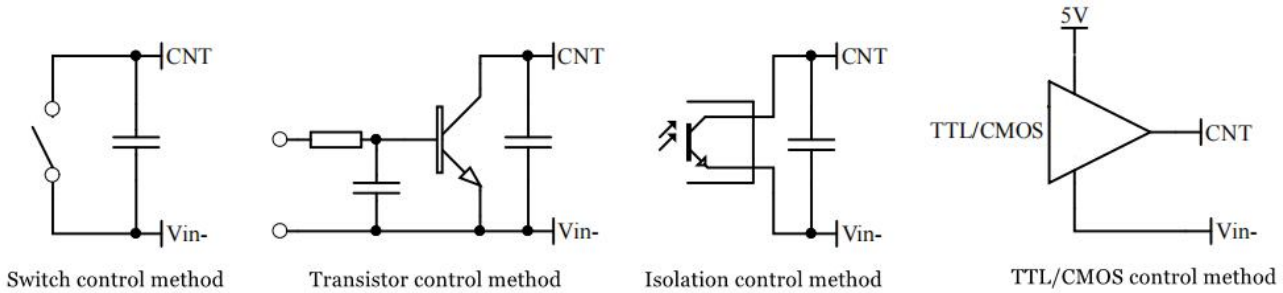 5V
CNT
CNT
CNT
TTL/CMOS
CNT
Vin-
Vin-
Vin-
Vin-
Switch control method
Transistor control method
Isolation control method
TTL/CMOS control method